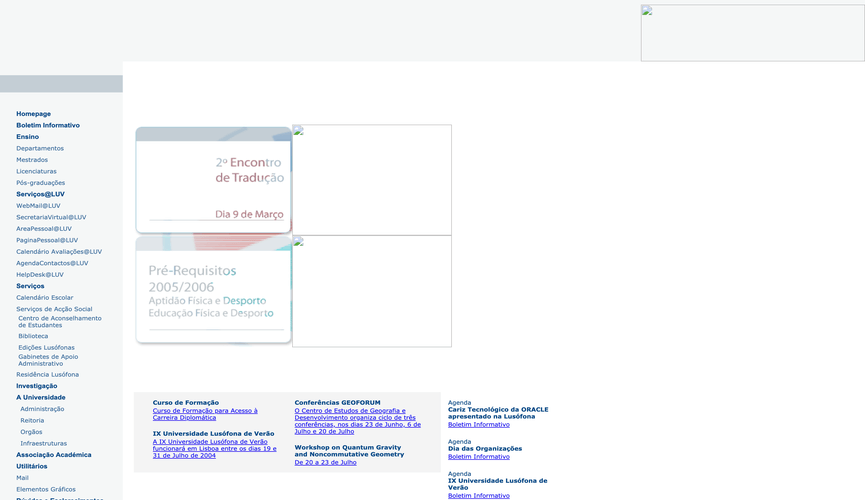 Homepage
Boletim Informativo
Ensino
Departamentos
Mestrados
Licenciaturas
Pós-graduações
Serviços@LUV
WebMail@LUV
SecretariaVirtual@LUV
AreaPessoal@LUV
PaginaPessoal@LUV
Calendário Avaliações@LUV
AgendaContactos@LUV
HelpDesk@LUV
Serviços
Calendário Escolar
Serviços de Acção Social
Centro de Aconselhamento
de Estudantes
Biblioteca
Edições Lusófonas
Gabinetes de Apoio
Administrativo
Residência Lusófona
Investigação
A Universidade
Administração
Reitoria
Orgãos
Infraestruturas
Associação Académica
Utilitários
Mail
Elementos Gráficos
2º Encontro
de Tradução
Dia 9 de Março
Pré-Requisitos
2005/2006
Aptidão Física e Desporto
Educação Física e Desporto
Curso de Formação
Curso de Formação para Acesso à
Carreira Diplomática
IX Universidade Lusófona de Verão
A IX Universidade Lusófona de Verão
funcionará em Lisboa entre os dias 19 e
31 de Julho de 2004
Conferências GEOFORUM
O Centro de Estudos de Geografia e
Desenvolvimento organiza ciclo de três
conferências, nos dias 23 de Junho, 6 de
Julho e 20 de Julho
Workshop on Quantum Gravity
and Noncommutative Geometry
De 20 a 23 de Julho
Agenda
Cariz Tecnológico da ORACLE
apresentado na Lusófona
Boletim Informativo
Agenda
Dia das Organizações
Boletim Informativo
Agenda
IX Universidade Lusófona de
Verão
Boletim Informativo